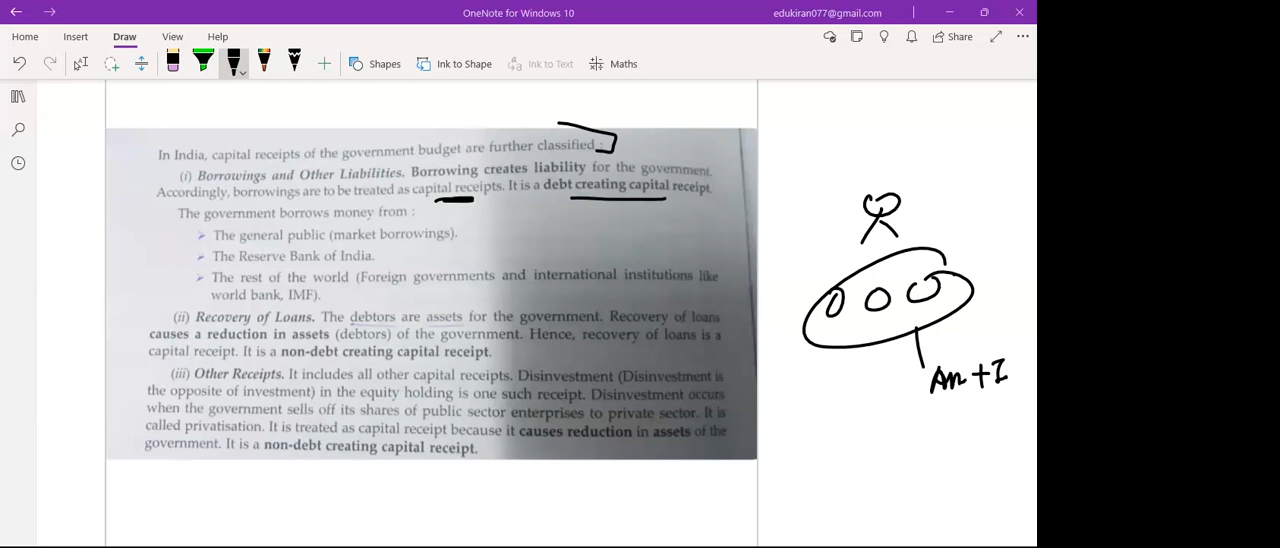 OneNote for Windows 10
edukiran077@gmail.com
Home Insert Draw View Help
Share
Shapes Ink to Shape Ink to Text Maths
In India, capital receipts of the government budget are further classified :
(i) Borrowings and Other Liabilities. Borrowing creates liability for the government.
Accordingly, borrowings are to be treated as capital receipts. It is a debt creating capital receipt.
The government borrows money from :
➢ The general public (market borrowings).
➢ The Reserve Bank of India.
➢ The rest of the world (Foreign governments and international institutions like
world bank, IMF).
(ii) Recovery of Loans. The debtors are assets for the government. Recovery of loans
causes a reduction in assets (debtors) of the government. Hence, recovery of loans is a
capital receipt. It is a non-debt creating capital receipt.
(iii) Other Receipts. It includes all other capital receipts. Disinvestment (Disinvestment is
the opposite of investment) in the equity holding is one such receipt. Disinvestment occurs
when the government sells off its shares of public sector enterprises to private sector. It is
called privatisation. It is treated as capital receipt because it causes reduction in assets of the
government. It is a non-debt creating capital receipt.
+ I